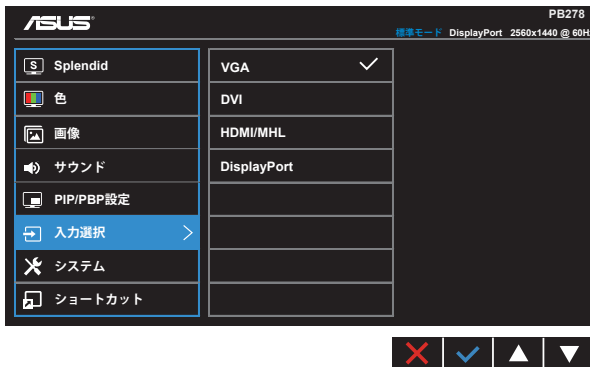 ASUS
PB278
標準モード DisplayPort 2560x1440 @ 60H
S Splendid
色
画像
サウンド
PIP/PBP設定
入力選択
システム
ショートカット
VGA
DVI
HDMI/MHL
DisplayPort